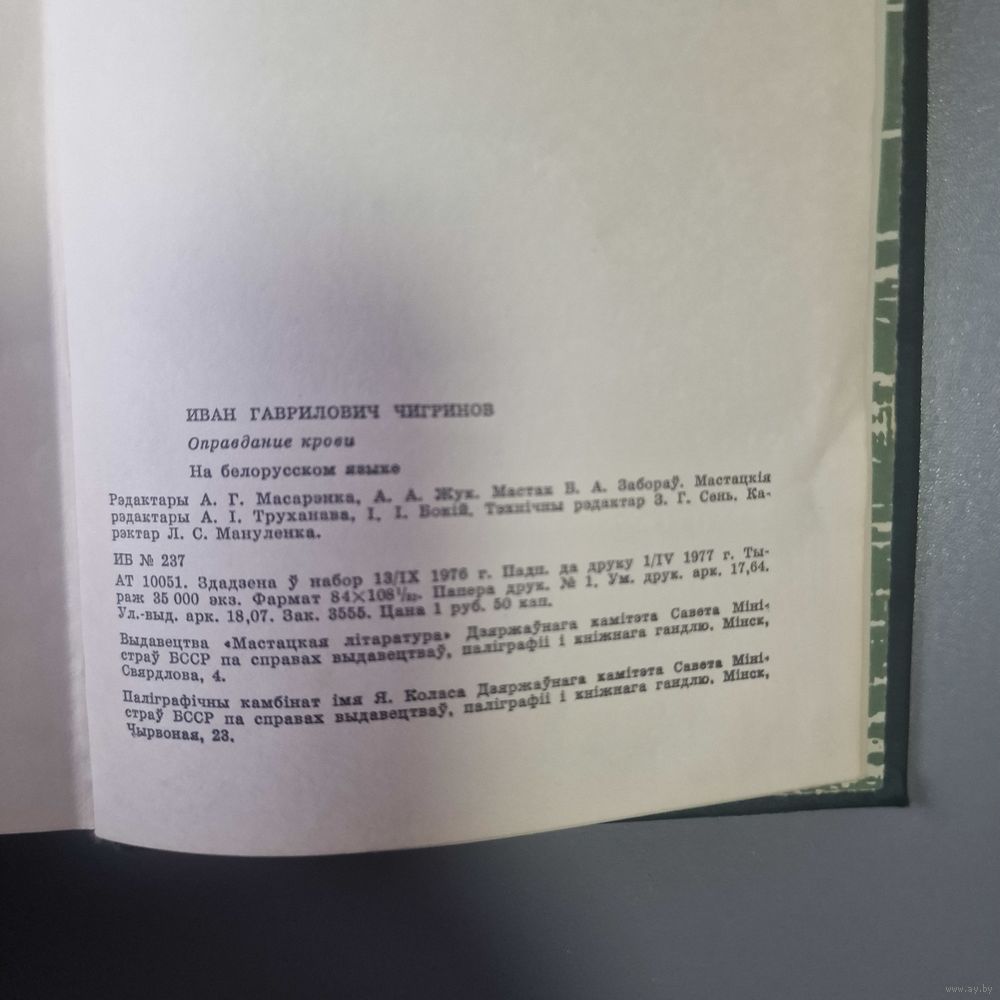 ИВАН ГАВРИЛОВИЧ ЧИГРИНОВ
Оправдание крови
На белорусском языке
Рэдактары А. Г. Масарэнка, А. А. Жук. Мастак В. А. Забораў. Мастацкія
рэдактары А. І. Труханава, І. І. Бокій. Тэхнічны рэдактар З. Г. Сень. Ка-
рэктар Л. С. Мануленка.
ИБ № 237
АТ 10051. Здадзена ў набор 13/IX 1976 г. Падп. да друку 1/IV 1977 г. Ты-
раж 35 000 экз. Фармат 84×108¹/₃₂. Папера друк. № 1. Ум. друк. арк. 17,64.
Ул.-выд. арк. 18,07. Зак. 3555. Цана 1 руб. 50 кап.
Выдавецтва «Мастацкая літаратура» Дзяржаўнага камітэта Савета Міні-
страў БССР па справах выдавецтваў, паліграфіі і кніжнага гандлю. Мінск,
Свярдлова, 4.
Паліграфічны камбінат імя Я. Коласа Дзяржаўнага камітэта Савета Міні-
страў БССР па справах выдавецтваў, паліграфіі і кніжнага гандлю. Мінск,
Чырвоная, 23.
www.ay.by